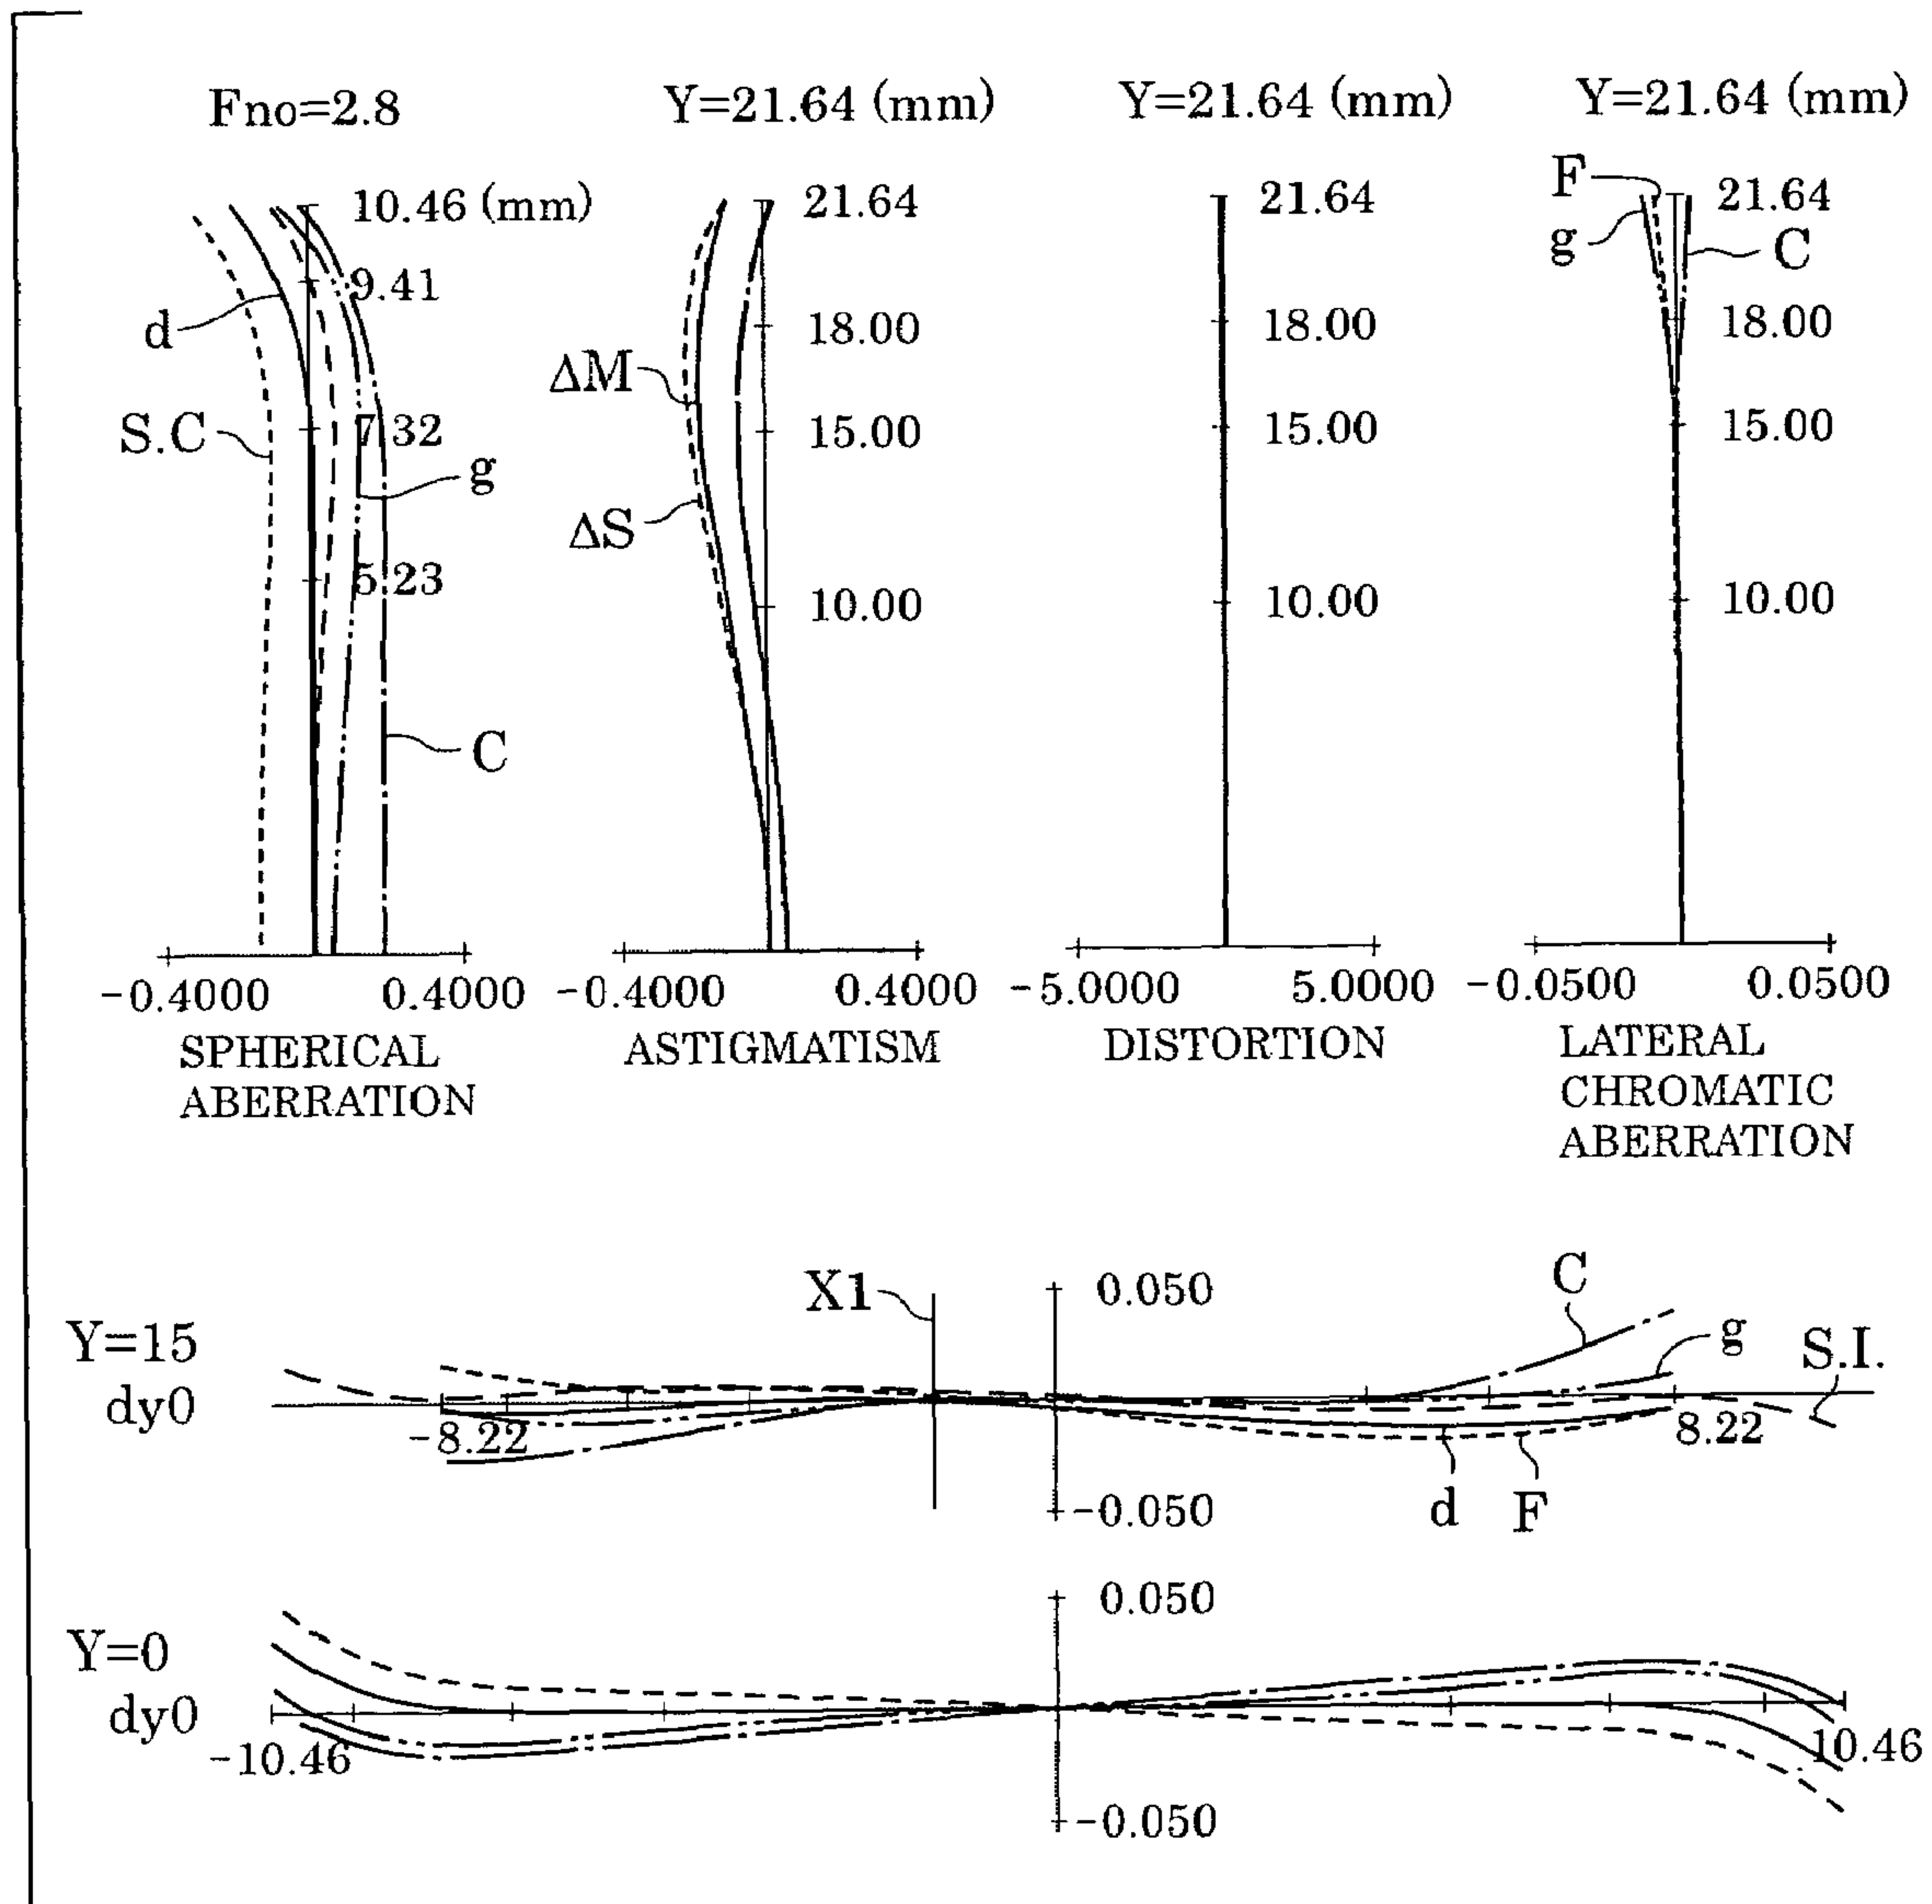 Fno=2.8
Y=21.64 (mm)
Y=21.64 (mm)
Y=21.64 (mm)
10.46 (mm)
9.41
7.32
5.23
d
S.C
g
C
-0.4000
0.4000
SPHERICAL
ABERRATION
21.64
18.00
15.00
10.00
ΔM
ΔS
-0.4000
0.4000
ASTIGMATISM
21.64
18.00
15.00
10.00
-5.0000
5.0000
DISTORTION
F
g
C
21.64
18.00
15.00
10.00
-0.0500
0.0500
LATERAL
CHROMATIC
ABERRATION
Y=15
dy0
X1
0.050
-0.050
-8.22
8.22
C
g
S.I.
d
F
Y=0
dy0
0.050
-0.050
-10.46
10.46